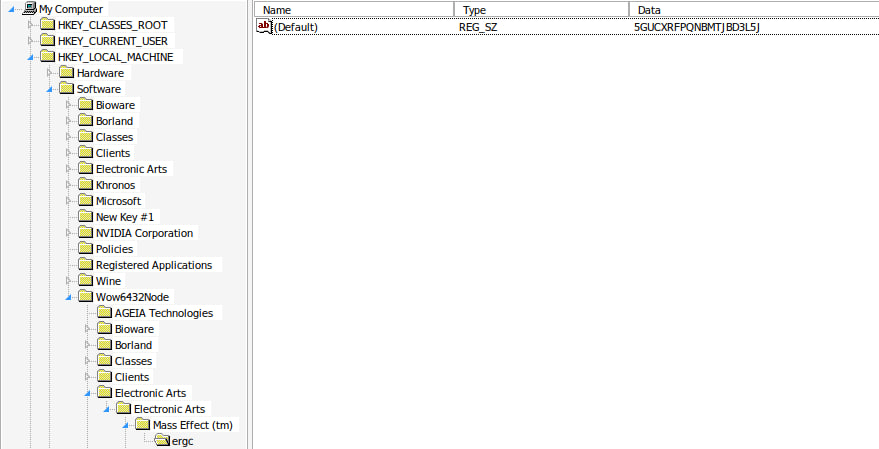 My Computer
HKEY_CLASSES_ROOT
HKEY_CURRENT_USER
HKEY_LOCAL_MACHINE
Hardware
Software
Bioware
Borland
Classes
Clients
Electronic Arts
Khronos
Microsoft
New Key #1
NVIDIA Corporation
Policies
Registered Applications
Wine
Wow6432Node
AGEIA Technologies
Bioware
Borland
Classes
Clients
Electronic Arts
Electronic Arts
Mass Effect (tm)
ergc
Name Type Data
ab (Default) REG_SZ 5GUCXRFPQNBMTJBD3L5J